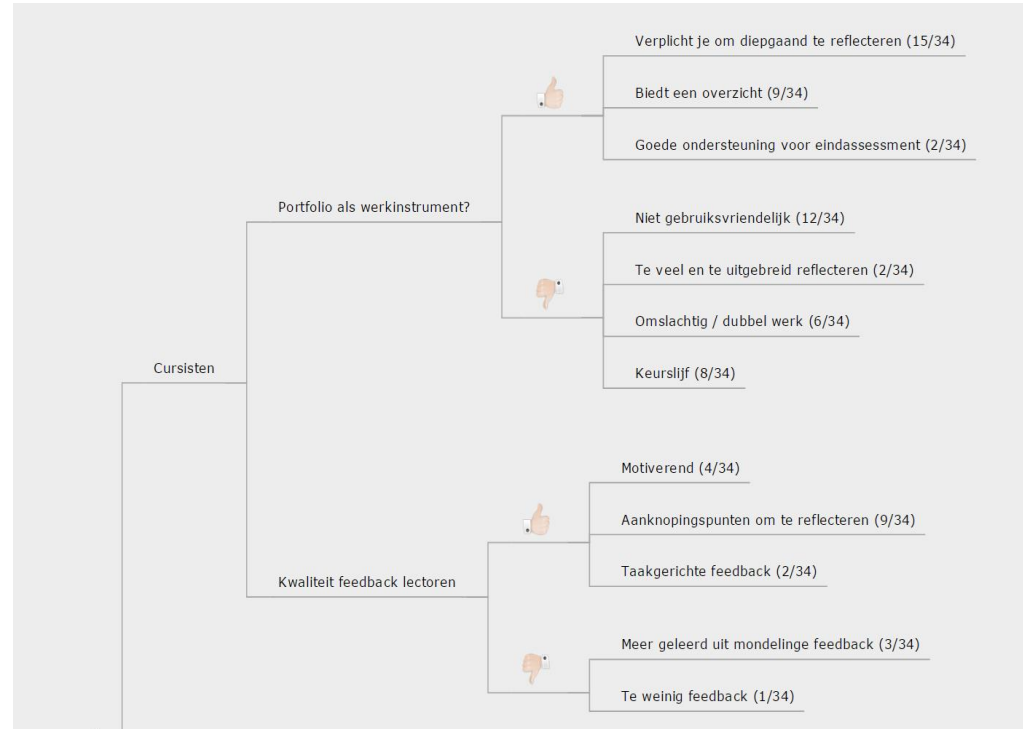 Verplicht je om diepgaand te reflecteren (15/34)
Biedt een overzicht (9/34)
Goede ondersteuning voor eindassessment (2/34)
Portfolio als werkinstrument?
Niet gebruiksvriendelijk (12/34)
Te veel en te uitgebreid reflecteren (2/34)
Omslachtig / dubbel werk (6/34)
Keurslijf (8/34)
Cursisten
Motiverend (4/34)
Aanknopingspunten om te reflecteren (9/34)
Taakgerichte feedback (2/34)
Kwaliteit feedback lectoren
Meer geleerd uit mondelinge feedback (3/34)
Te weinig feedback (1/34)